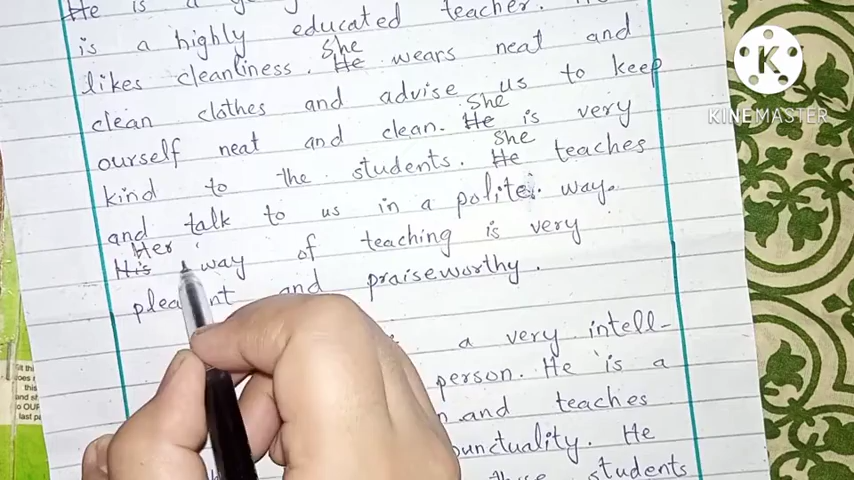 He is a
is a highly educated teacher.
She
likes cleanliness. He wears neat and
clean clothes and advise us to keep
She
ourself neat and clean. He is very
She
kind to the students. He teaches
and talk to us in a polite. way.
Her
His way of teaching is very
and praiseworthy.
a very intell-
person. He is a
and teaches
punctuality. He
students
K
KINEMASTER